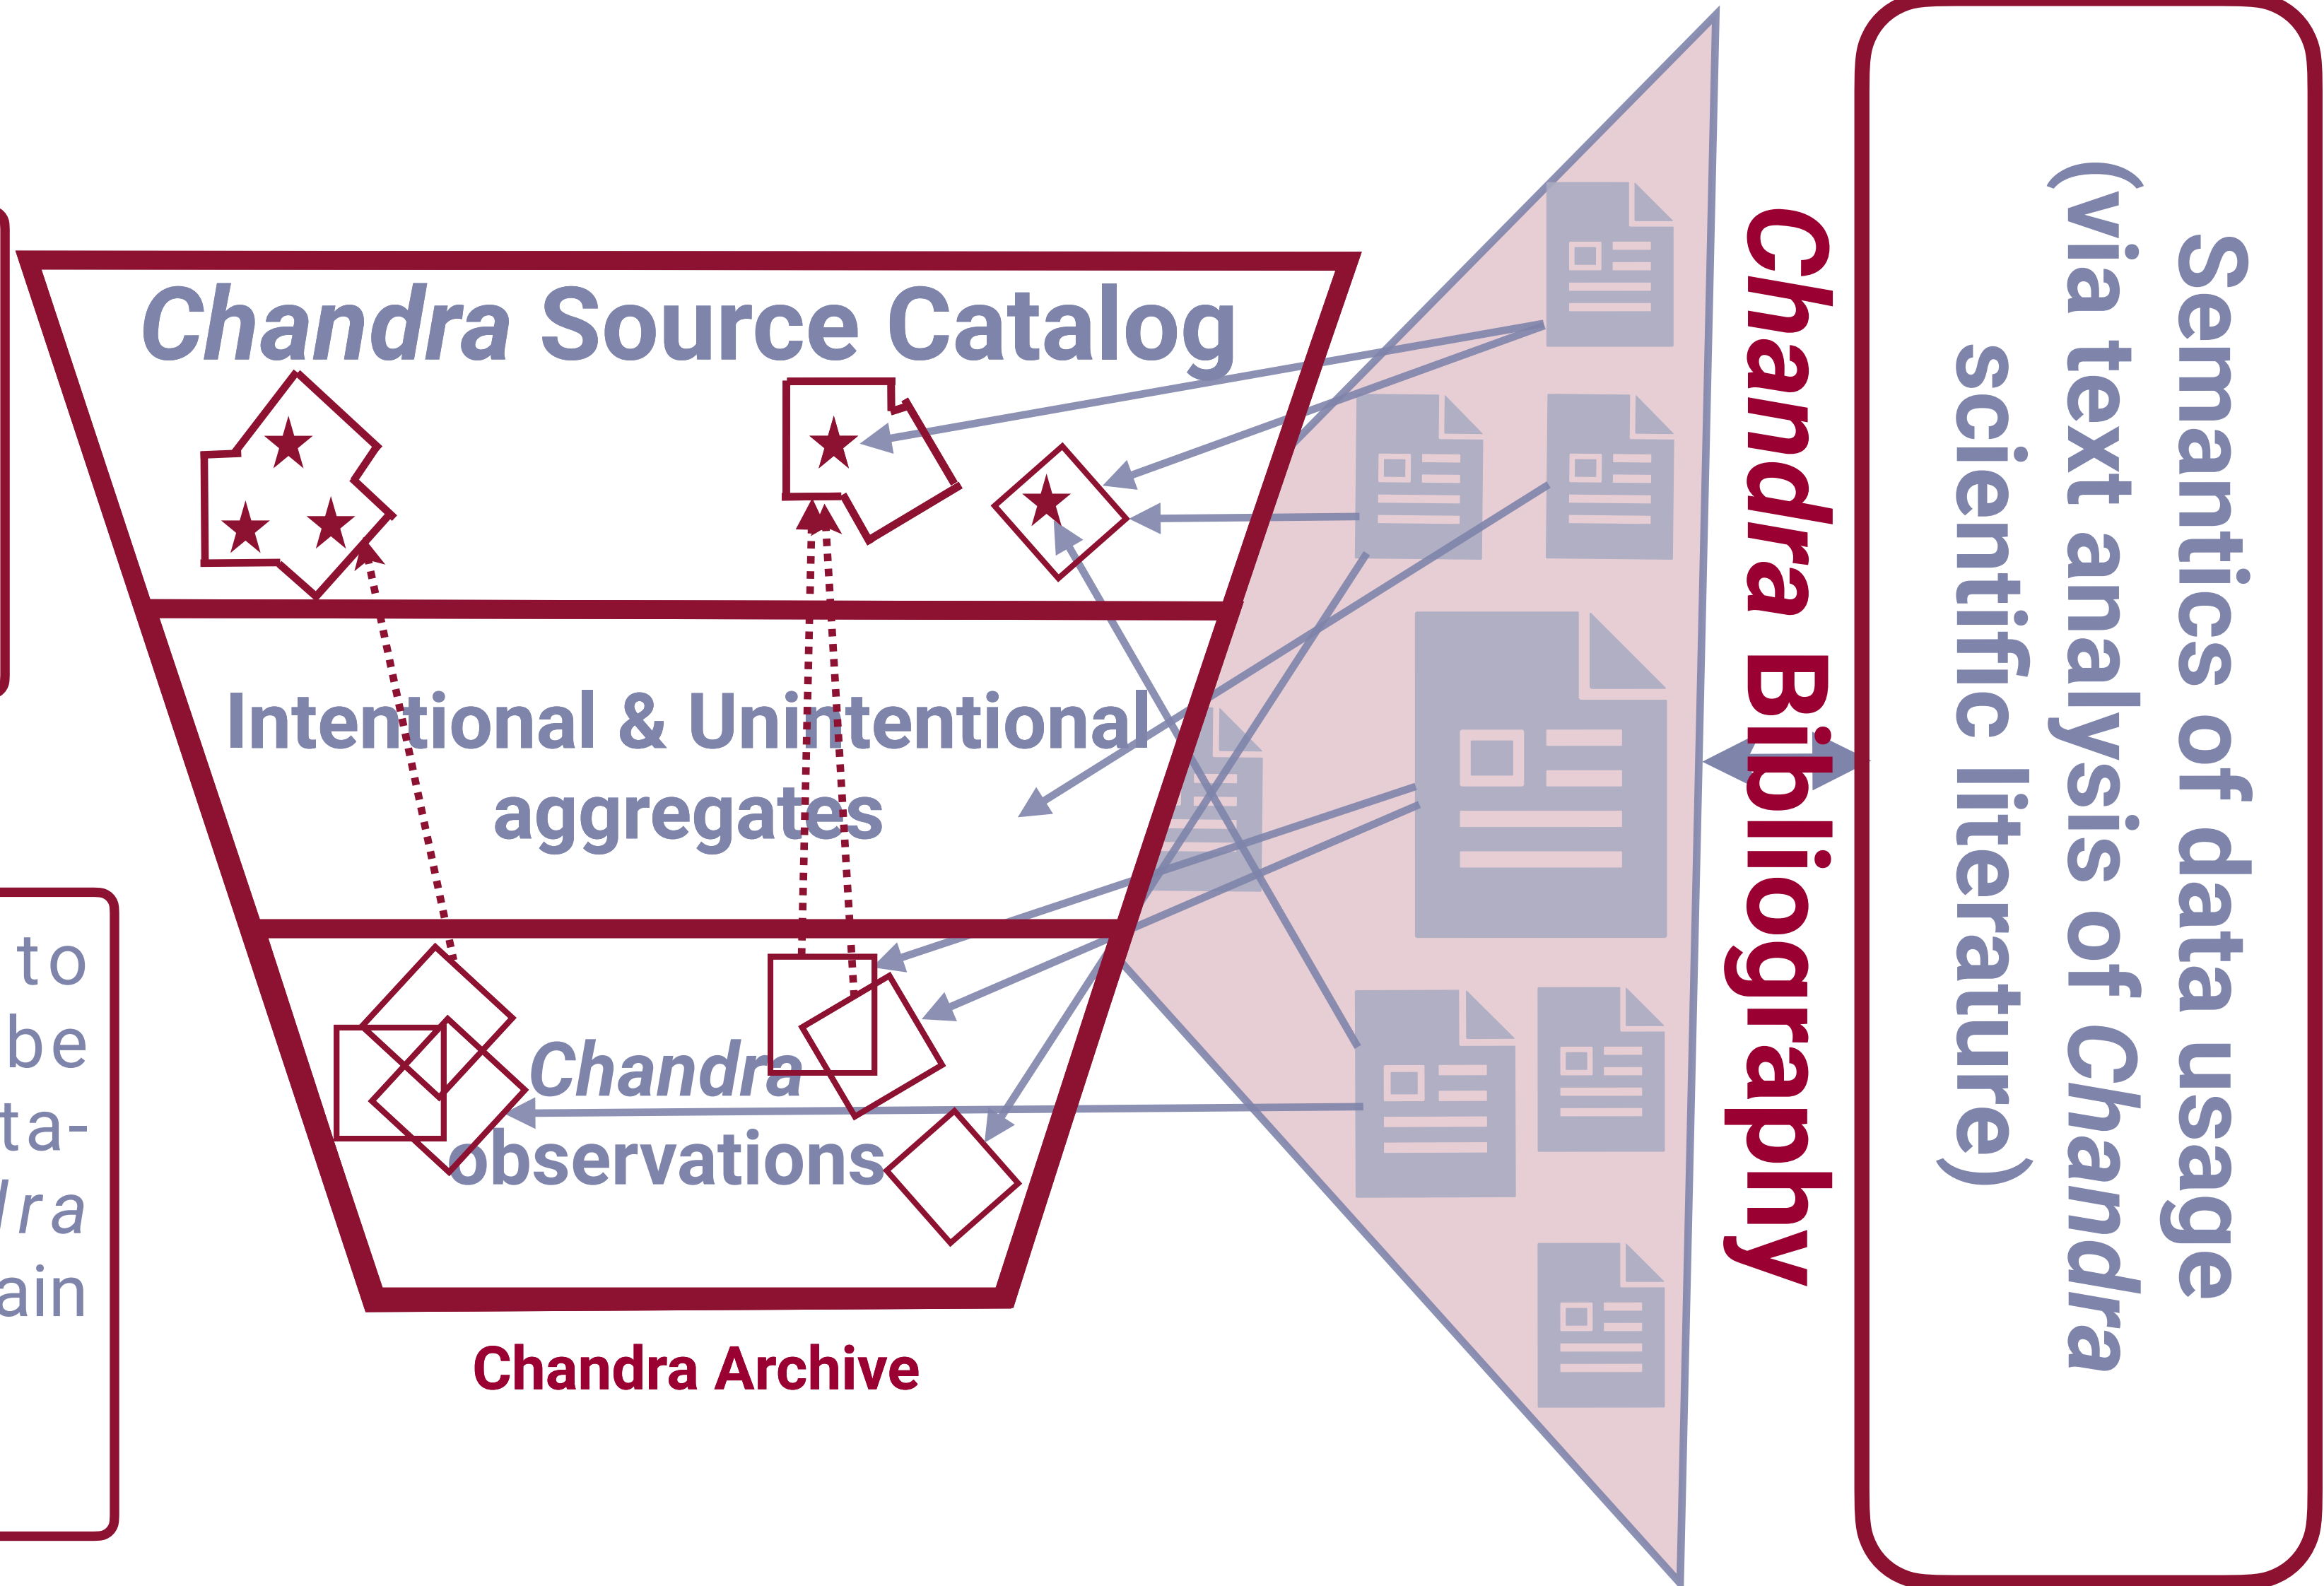 Chandra Source Catalog
Intentional & Unintentional
aggregates
Chandra
observations
Chandra Archive
to
be
ta-
ra
ain
Chandra Bibliography
Semantics of data usage
(via text analysis of Chandra
scientific literature)